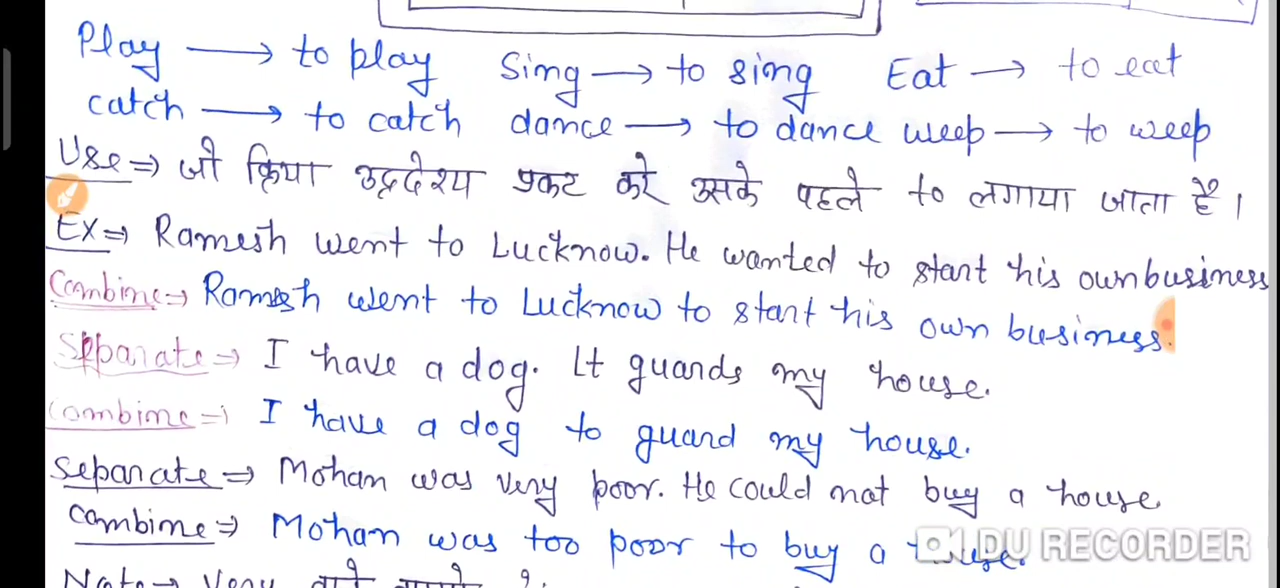 Play → to play Sing → to sing Eat → to eat
catch → to catch dance → to dance weep → to weep
Use ⇒ जो क्रिया उद्देश्य प्रकट करे उसके पहले to लगाया जाता है।
Ex ⇒ Ramesh went to Lucknow. He wanted to start his own business
Combine ⇒ Ramesh went to Lucknow to start his own business.
Separate ⇒ I have a dog. It guards my house.
Combine ⇒ I have a dog to guard my house.
Separate ⇒ Mohan was very poor. He could not buy a house
Combine ⇒ Mohan was too poor to buy a house.
DU RECORDER
Note → Very